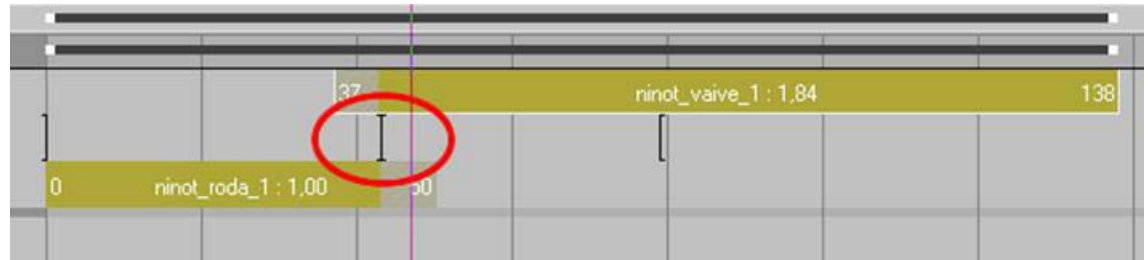 37 ninot_vaive_1 : 1,84 138
0 ninot_roda_1 : 1,00 50